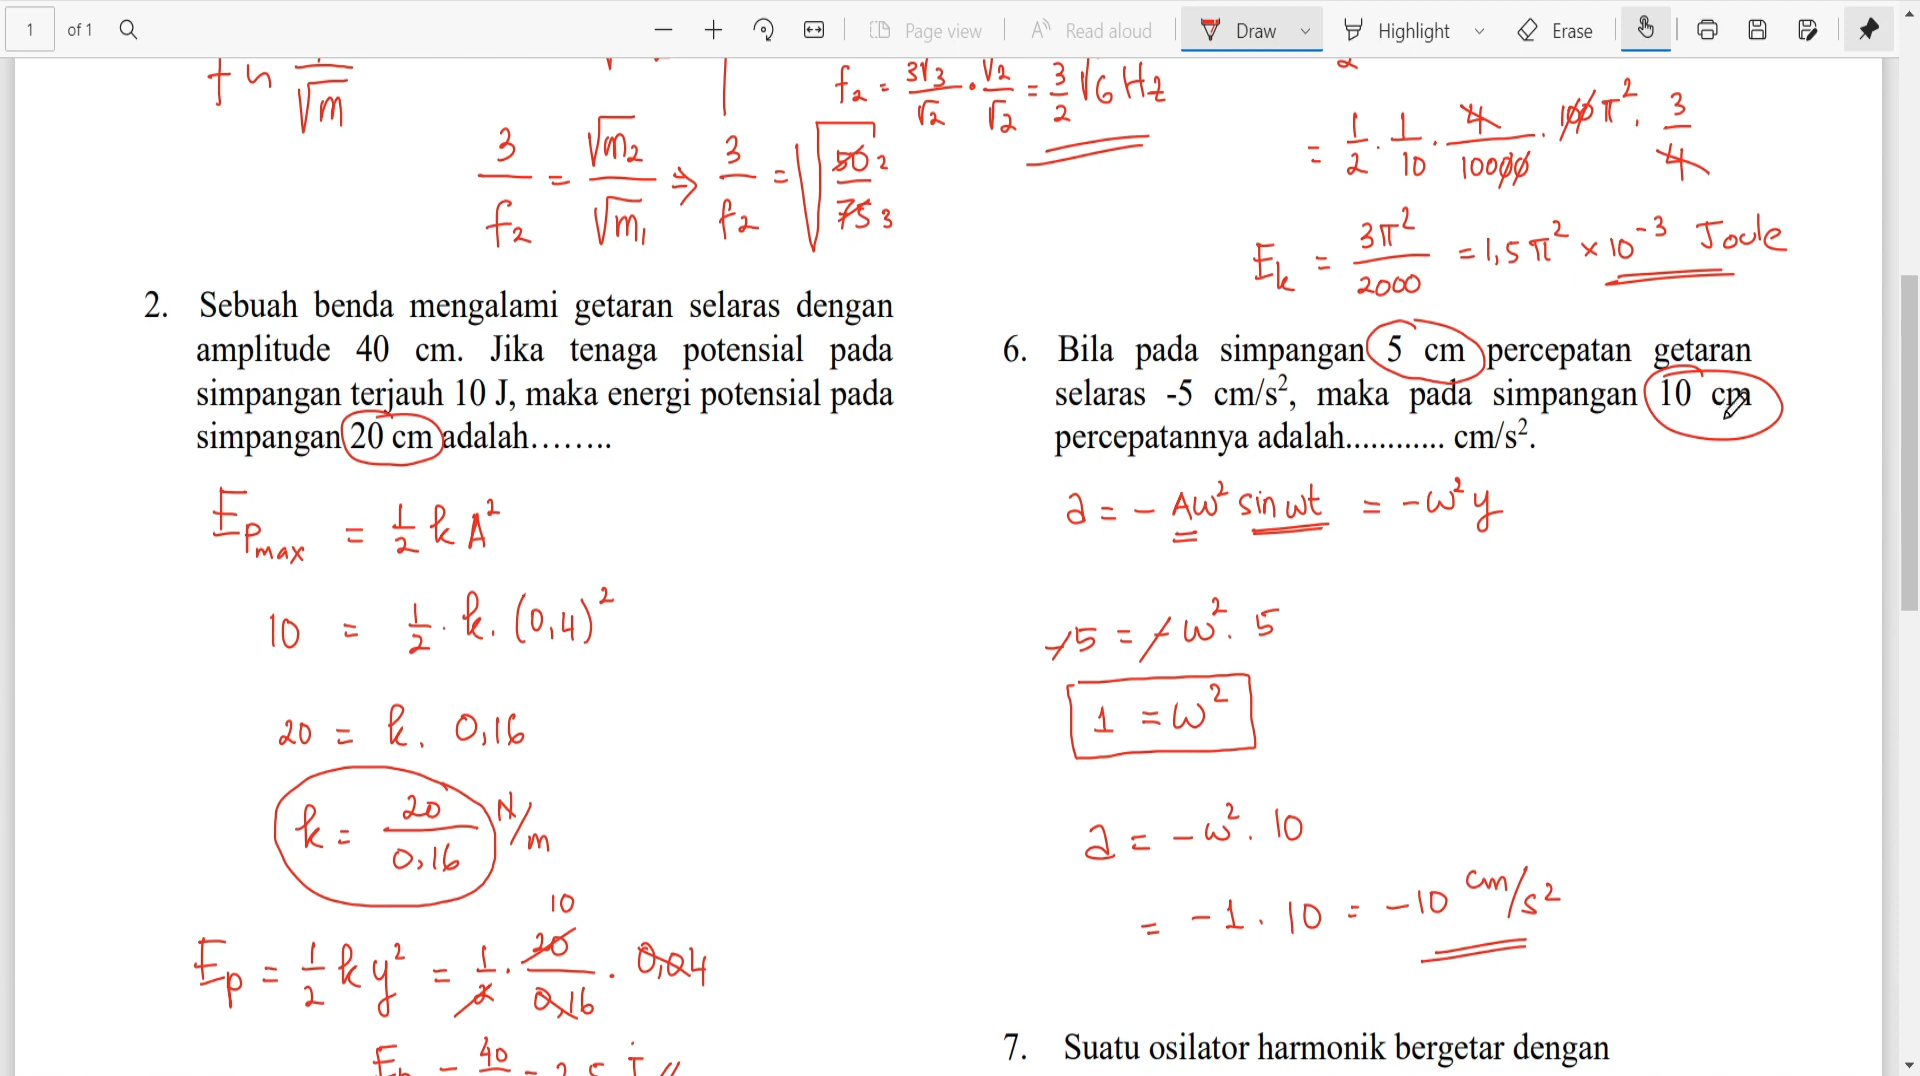 1 of 1 Page view Read aloud Draw Highlight Erase
√m
f₂ = 3√3/√2 · √2/√2 = 3/2 √6 Hz
3/f₂ = √m₂/√m₁ ⇒ 3/f₂ = √(50 2/75 3)
2. Sebuah benda mengalami getaran selaras dengan
amplitude 40 cm. Jika tenaga potensial pada
simpangan terjauh 10 J, maka energi potensial pada
simpangan 20 cm adalah........
Epmax = 1/2 k A²
10 = 1/2 . k. (0,4)²
20 = k. 0,16
k = 20/0,16 N/m
10
Ep = 1/2 k y² = 1/2 . 20/0,16 . 0,04
40
= 1/2 . 1/10 . 4/10000 . 100π² . 3/4
Ek = 3π²/2000 = 1,5π² × 10⁻³ Joule
6. Bila pada simpangan 5 cm percepatan getaran
selaras -5 cm/s², maka pada simpangan 10 cm
percepatannya adalah............ cm/s².
a = - Aω² sin ωt = -ω² y
-5 = -ω². 5
1 = ω²
a = -ω². 10
= -1. 10 = -10 cm/s²
7. Suatu osilator harmonik bergetar dengan